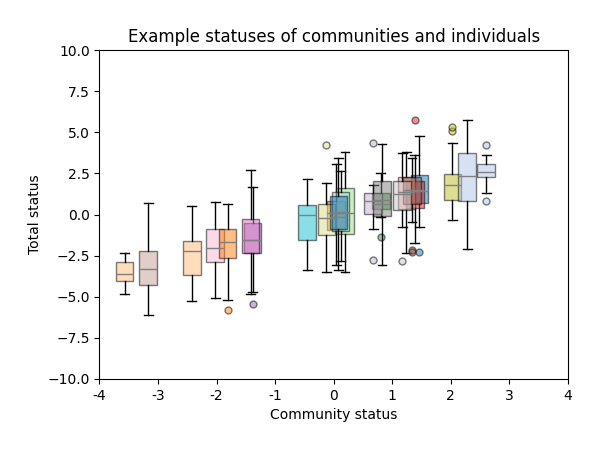 Example statuses of communities and individuals
10.0
7.5
5.0
2.5
0.0
−2.5
−5.0
−7.5
−10.0
Total status
-4 -3 -2 -1 0 1 2 3 4
Community status